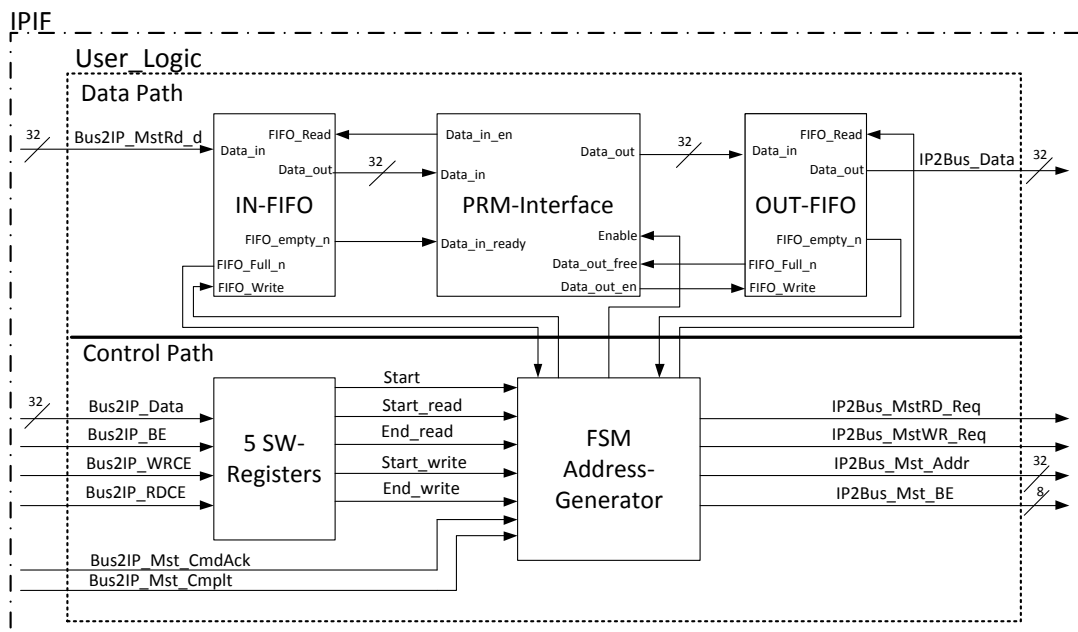 IPIF
User_Logic
Data Path
32
Bus2IP_MstRd_d
FIFO_Read
Data_in
Data_out
IN-FIFO
FIFO_empty_n
FIFO_Full_n
FIFO_Write
32
Data_in_en
Data_out
Data_in
PRM-Interface
Enable
Data_in_ready
Data_out_free
Data_out_en
32
FIFO_Read
Data_in
Data_out
OUT-FIFO
FIFO_empty_n
FIFO_Full_n
FIFO_Write
IP2Bus_Data
32
Control Path
32
Bus2IP_Data
Bus2IP_BE
Bus2IP_WRCE
Bus2IP_RDCE
Bus2IP_Mst_CmdAck
Bus2IP_Mst_Cmplt
5 SW-
Registers
Start
Start_read
End_read
Start_write
End_write
FSM
Address-
Generator
IP2Bus_MstRD_Req
IP2Bus_MstWR_Req
IP2Bus_Mst_Addr
32
IP2Bus_Mst_BE
8